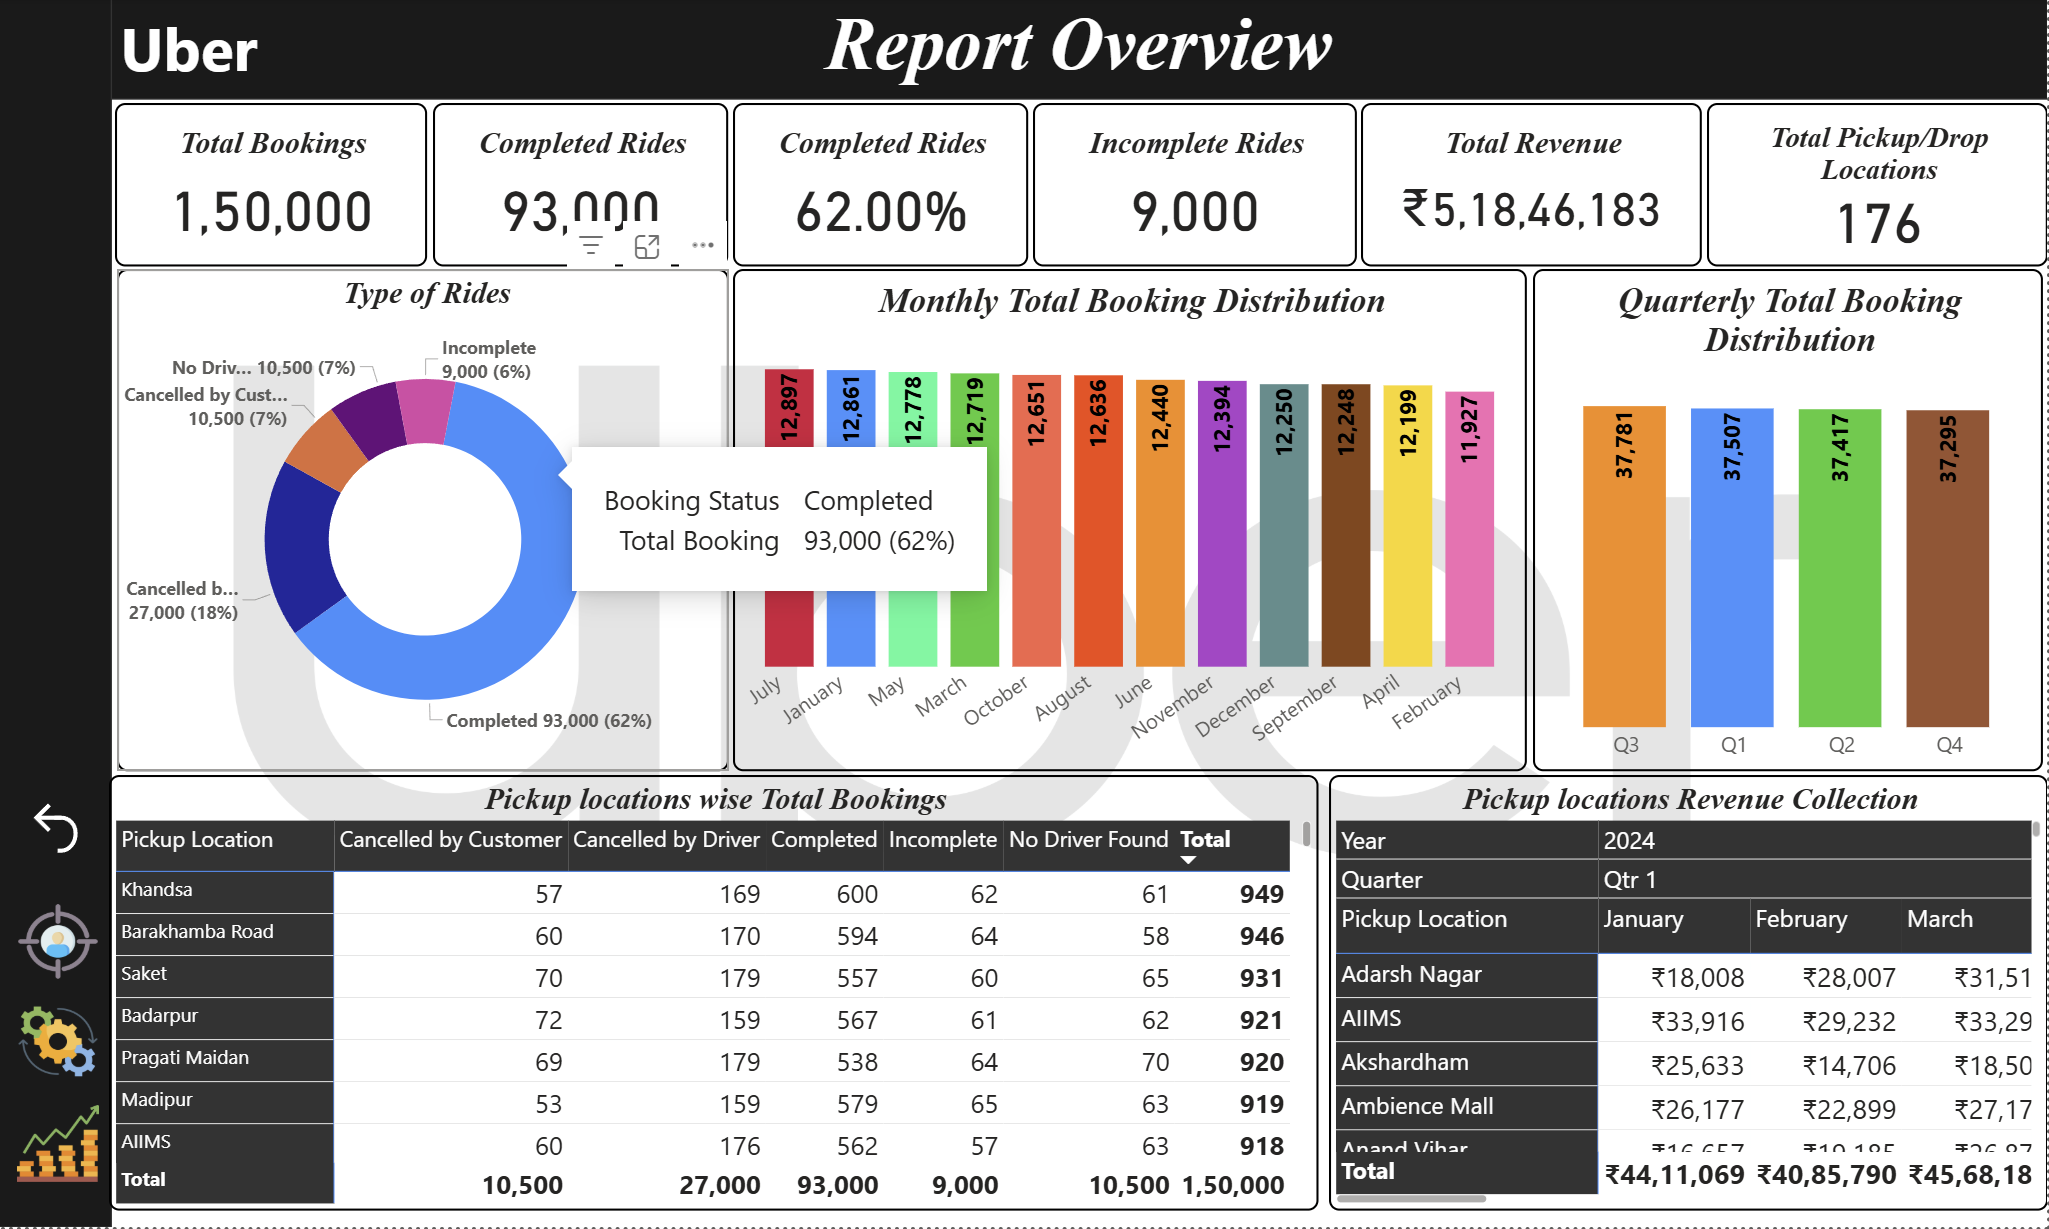 Uber
Report Overview
Total Bookings
1,50,000
Completed Rides
93,000
Completed Rides
62.00%
Incomplete Rides
9,000
Total Revenue
₹5,18,46,183
Total Pickup/Drop
Locations
176
Type of Rides
Incomplete
9,000 (6%)
No Driv... 10,500 (7%)
Cancelled by Cust...
10,500 (7%)
Cancelled b...
27,000 (18%)
Completed 93,000 (62%)
Booking Status Completed
Total Booking 93,000 (62%)
Monthly Total Booking Distribution
12,897 12,861 12,778 12,719 12,651 12,636 12,440 12,394 12,250 12,248 12,199 11,927
July January May March October August June November December September April February
Quarterly Total Booking
Distribution
37,781 37,507 37,417 37,295
Q3 Q1 Q2 Q4
Pickup locations wise Total Bookings
Pickup Location Cancelled by Customer Cancelled by Driver Completed Incomplete No Driver Found Total
Khandsa 57 169 600 62 61 949
Barakhamba Road 60 170 594 64 58 946
Saket 70 179 557 60 65 931
Badarpur 72 159 567 61 62 921
Pragati Maidan 69 179 538 64 70 920
Madipur 53 159 579 65 63 919
AIIMS 60 176 562 57 63 918
Total 10,500 27,000 93,000 9,000 10,500 1,50,000
Pickup locations Revenue Collection
Year 2024
Quarter Qtr 1
Pickup Location January February March
Adarsh Nagar ₹18,008 ₹28,007 ₹31,51
AIIMS ₹33,916 ₹29,232 ₹33,29
Akshardham ₹25,633 ₹14,706 ₹18,50
Ambience Mall ₹26,177 ₹22,899 ₹27,17
Anand Vihar
Total ₹44,11,069 ₹40,85,790 ₹45,68,18